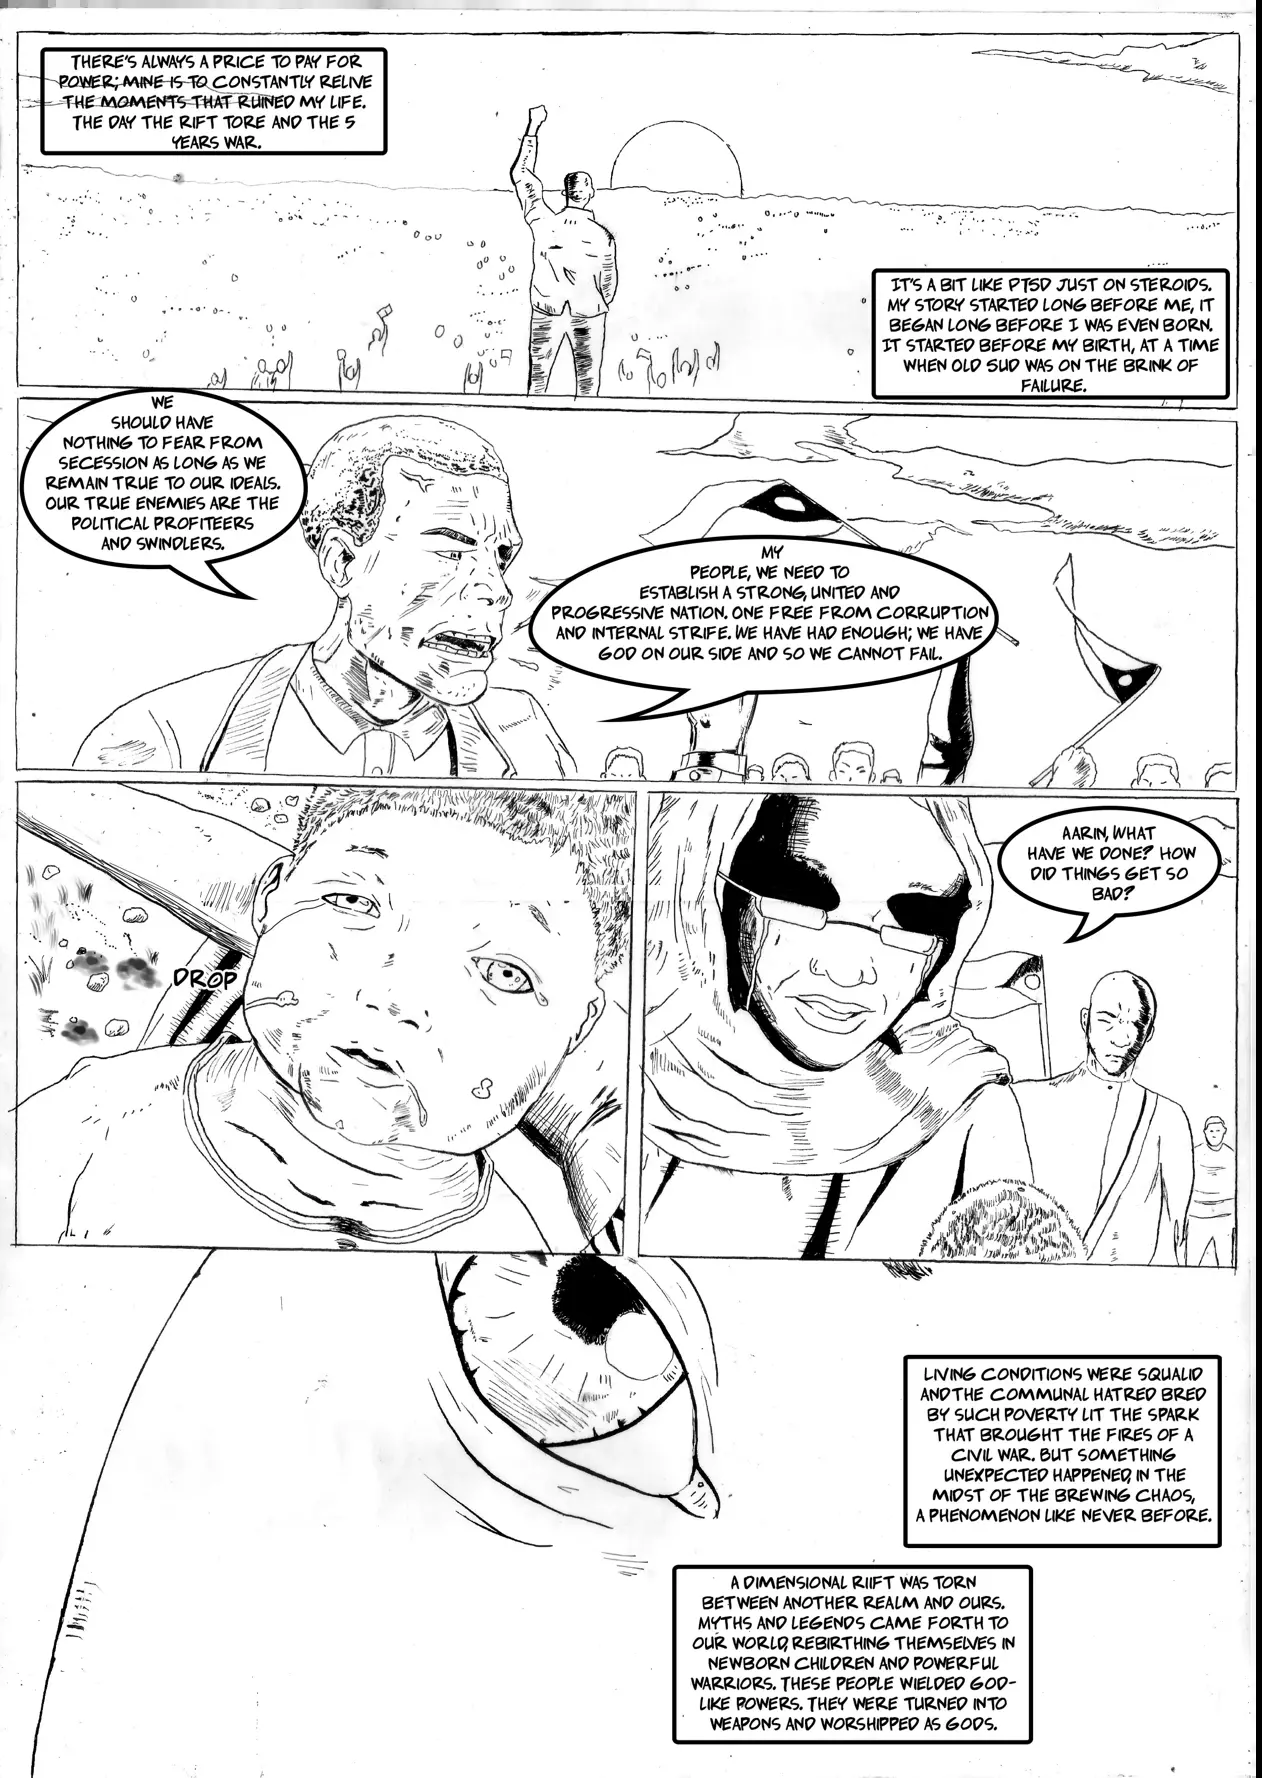 THERE'S ALWAYS A PRICE TO PAY FOR
POWER; MINE IS TO CONSTANTLY RELIVE
THE MOMENTS THAT RUINED MY LIFE.
THE DAY THE RIFT TORE AND THE 5
YEARS WAR.
IT'S A BIT LIKE PTSD JUST ON STEROIDS.
MY STORY STARTED LONG BEFORE ME, IT
BEGAN LONG BEFORE I WAS EVEN BORN.
IT STARTED BEFORE MY BIRTH, AT A TIME
WHEN OLD SUD WAS ON THE BRINK OF
FAILURE.
WE
SHOULD HAVE
NOTHING TO FEAR FROM
SECESSION AS LONG AS WE
REMAIN TRUE TO OUR IDEALS.
OUR TRUE ENEMIES ARE THE
POLITICAL PROFITEERS
AND SWINDLERS.
MY
PEOPLE, WE NEED TO
ESTABLISH A STRONG, UNITED AND
PROGRESSIVE NATION. ONE FREE FROM CORRUPTION
AND INTERNAL STRIFE. WE HAVE HAD ENOUGH; WE HAVE
GOD ON OUR SIDE AND SO WE CANNOT FAIL.
DROP
AARIN, WHAT
HAVE WE DONE? HOW
DID THINGS GET SO
BAD?
LIVING CONDITIONS WERE SQUALID
AND THE COMMUNAL HATRED BRED
BY SUCH POVERTY LIT THE SPARK
THAT BROUGHT THE FIRES OF A
CIVIL WAR. BUT SOMETHING
UNEXPECTED HAPPENED, IN THE
MIDST OF THE BREWING CHAOS,
A PHENOMENON LIKE NEVER BEFORE.
A DIMENSIONAL RIIFT WAS TORN
BETWEEN ANOTHER REALM AND OURS.
MYTHS AND LEGENDS CAME FORTH TO
OUR WORLD, REBIRTHING THEMSELVES IN
NEWBORN CHILDREN AND POWERFUL
WARRIORS. THESE PEOPLE WIELDED GOD-
LIKE POWERS. THEY WERE TURNED INTO
WEAPONS AND WORSHIPPED AS GODS.